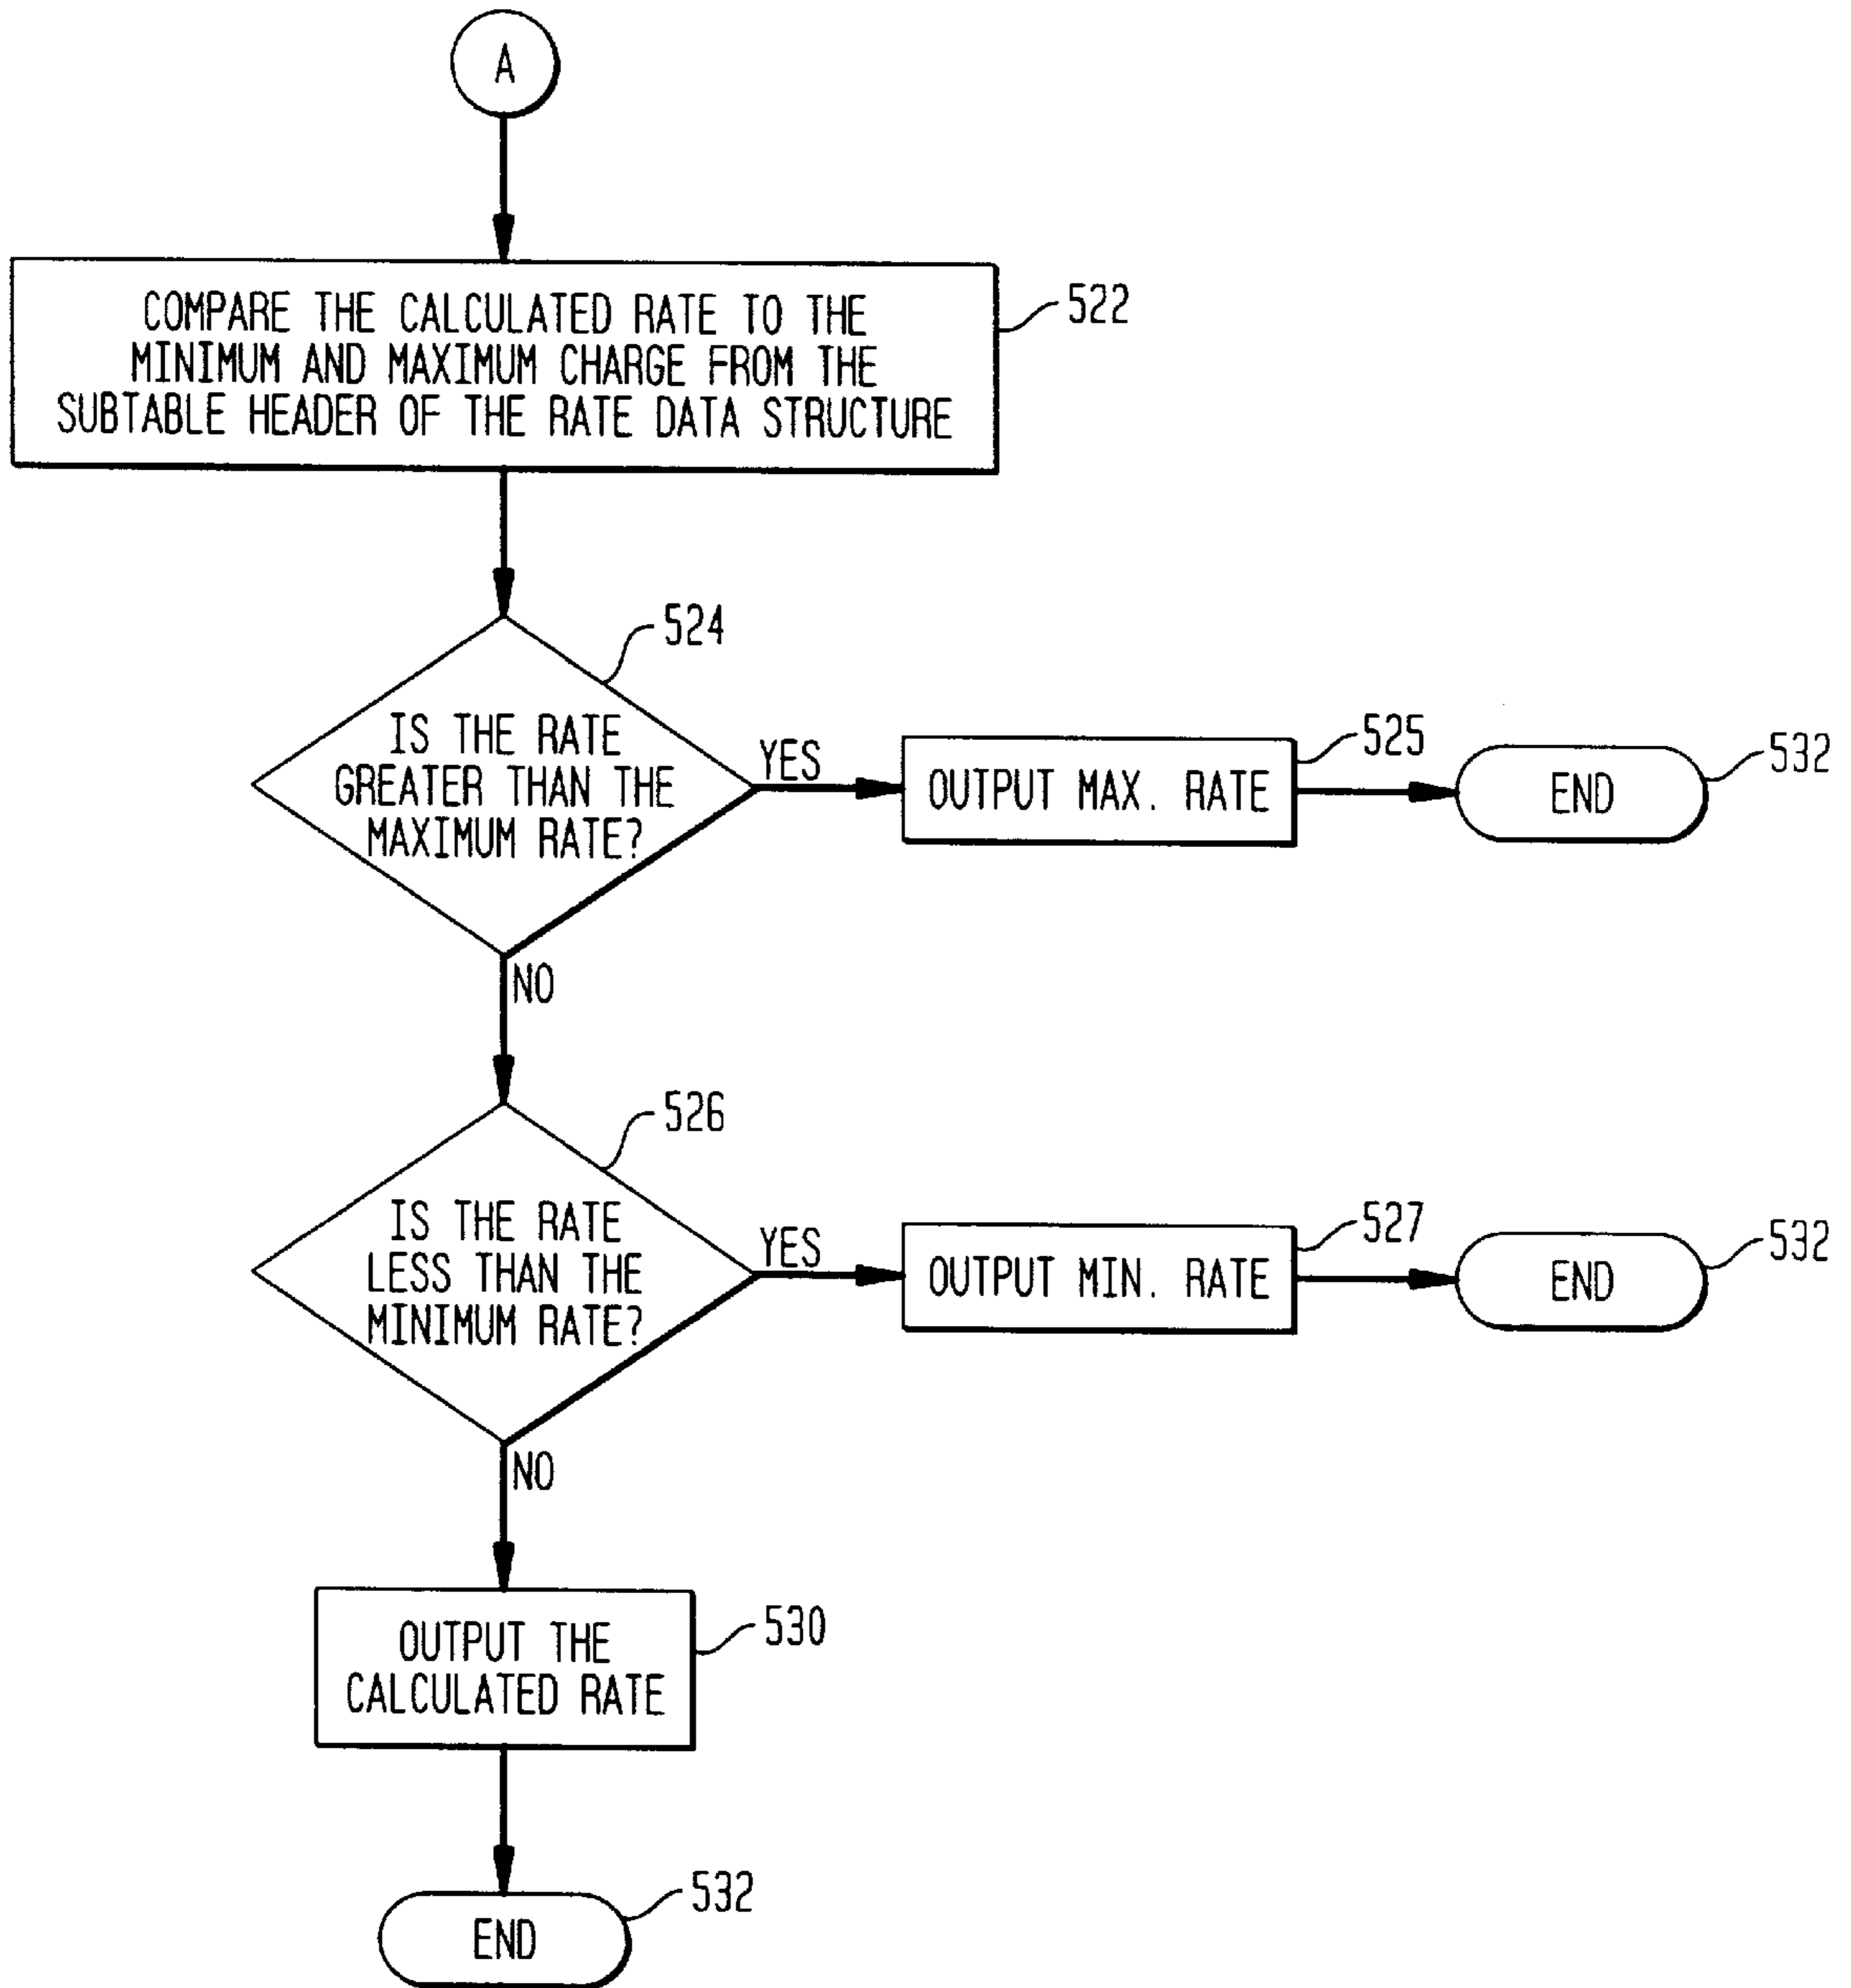 A
COMPARE THE CALCULATED RATE TO THE
MINIMUM AND MAXIMUM CHARGE FROM THE
SUBTABLE HEADER OF THE RATE DATA STRUCTURE
522
524
IS THE RATE
GREATER THAN THE
MAXIMUM RATE?
YES
OUTPUT MAX. RATE
525
END
532
NO
526
IS THE RATE
LESS THAN THE
MINIMUM RATE?
YES
OUTPUT MIN. RATE
527
END
532
NO
OUTPUT THE
CALCULATED RATE
530
END
532